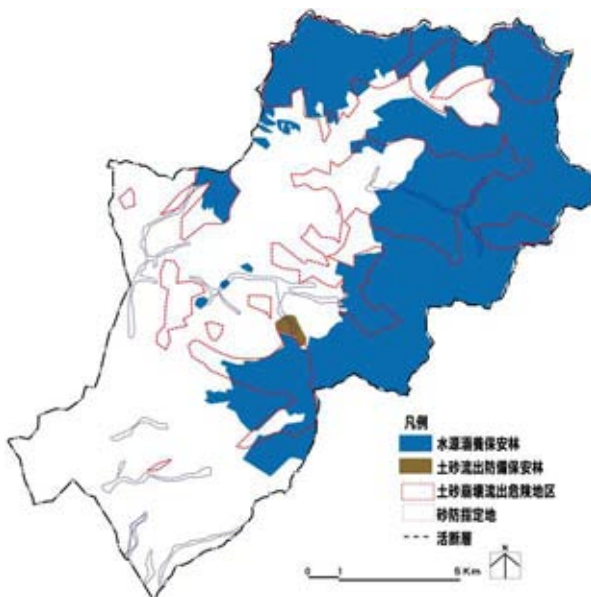 凡例
水源涵養保安林
土砂流出防備保安林
土砂崩壊流出危険地区
砂防指定地
活断層
0 1 5 Km
N